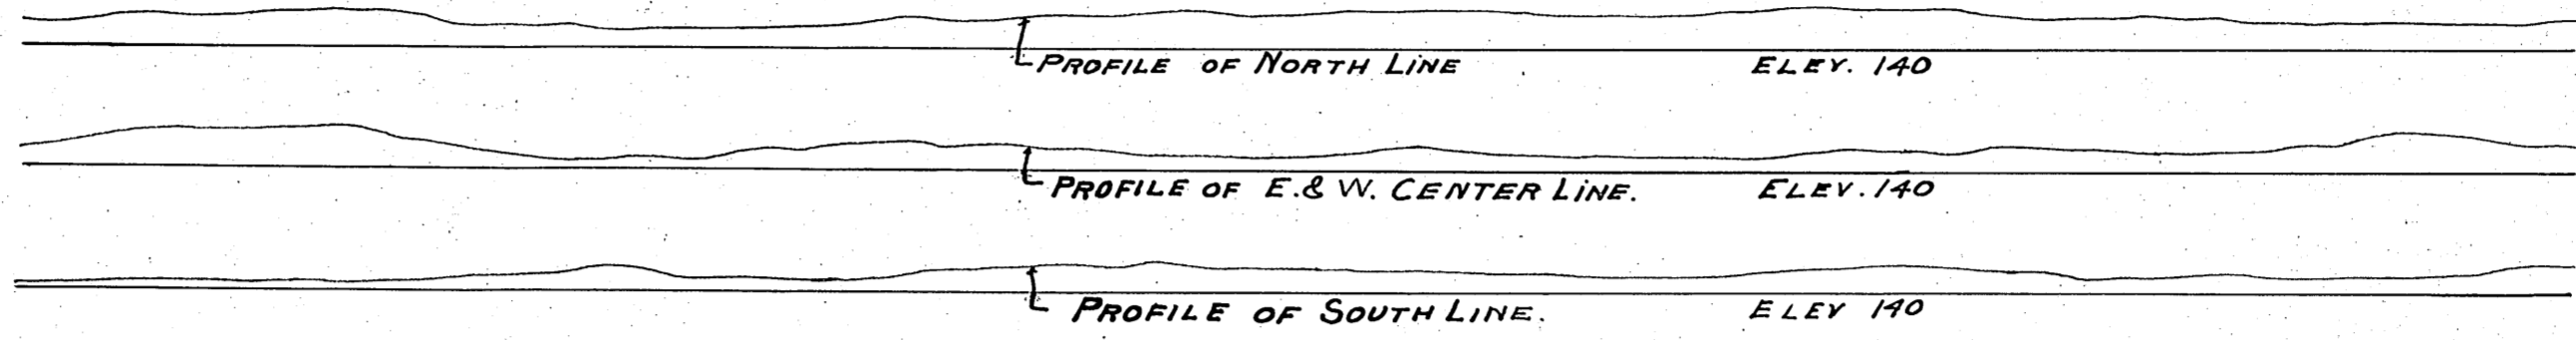 PROFILE OF NORTH LINE ELEV. 140
PROFILE OF E. & W. CENTER LINE. ELEV. 140
PROFILE OF SOUTH LINE. ELEV 140